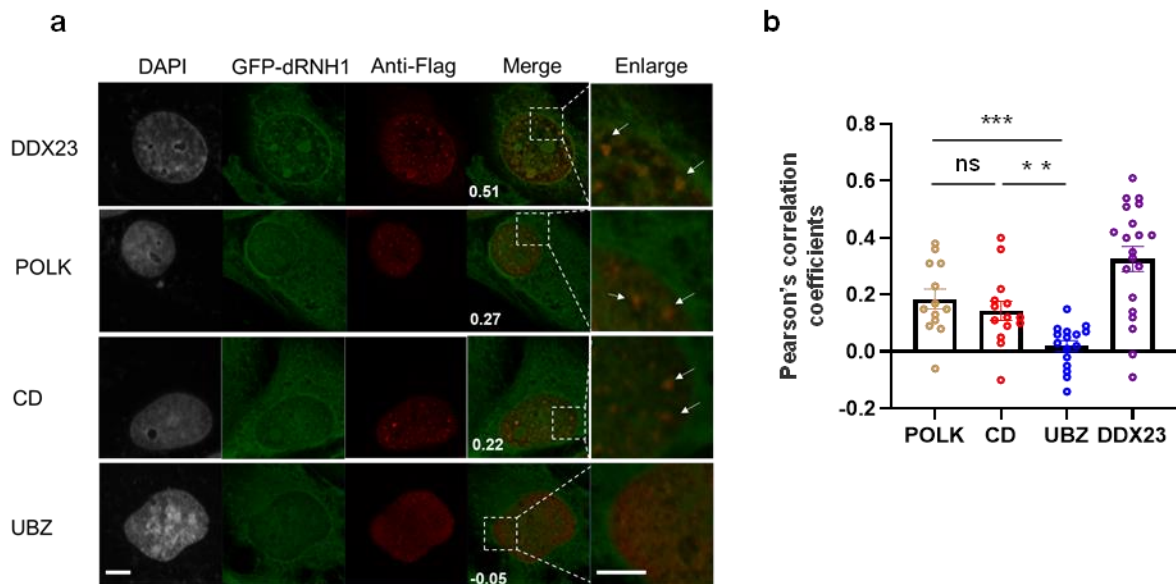 a
DAPI GFP-dRNH1 Anti-Flag Merge Enlarge
DDX23
0.51
POLK
0.27
CD
0.22
UBZ
-0.05
b
Pearson's correlation
coefficients
0.8
0.6
0.4
0.2
0.0
-0.2
***
ns
* *
POLK CD UBZ DDX23